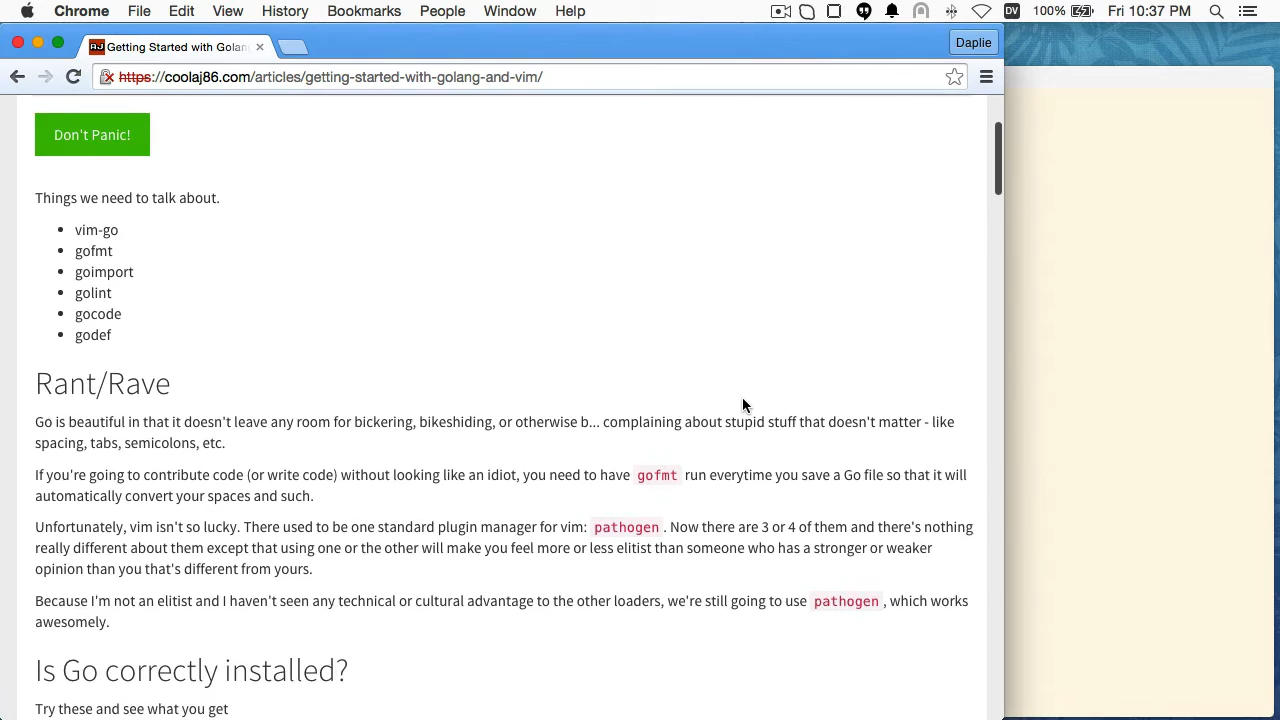 Chrome File Edit View History Bookmarks People Window Help DV 100% Fri 10:37 PM
AJ Getting Started with Golan Daplie
https://coolaj86.com/articles/getting-started-with-golang-and-vim/
Don't Panic!
Things we need to talk about.
vim-go
gofmt
goimport
golint
gocode
godef
Rant/Rave
Go is beautiful in that it doesn't leave any room for bickering, bikeshiding, or otherwise b... complaining about stupid stuff that doesn't matter - like
spacing, tabs, semicolons, etc.
If you're going to contribute code (or write code) without looking like an idiot, you need to have gofmt run everytime you save a Go file so that it will
automatically convert your spaces and such.
Unfortunately, vim isn't so lucky. There used to be one standard plugin manager for vim: pathogen. Now there are 3 or 4 of them and there's nothing
really different about them except that using one or the other will make you feel more or less elitist than someone who has a stronger or weaker
opinion than you that's different from yours.
Because I'm not an elitist and I haven't seen any technical or cultural advantage to the other loaders, we're still going to use pathogen, which works
awesomely.
Is Go correctly installed?
Try these and see what you get